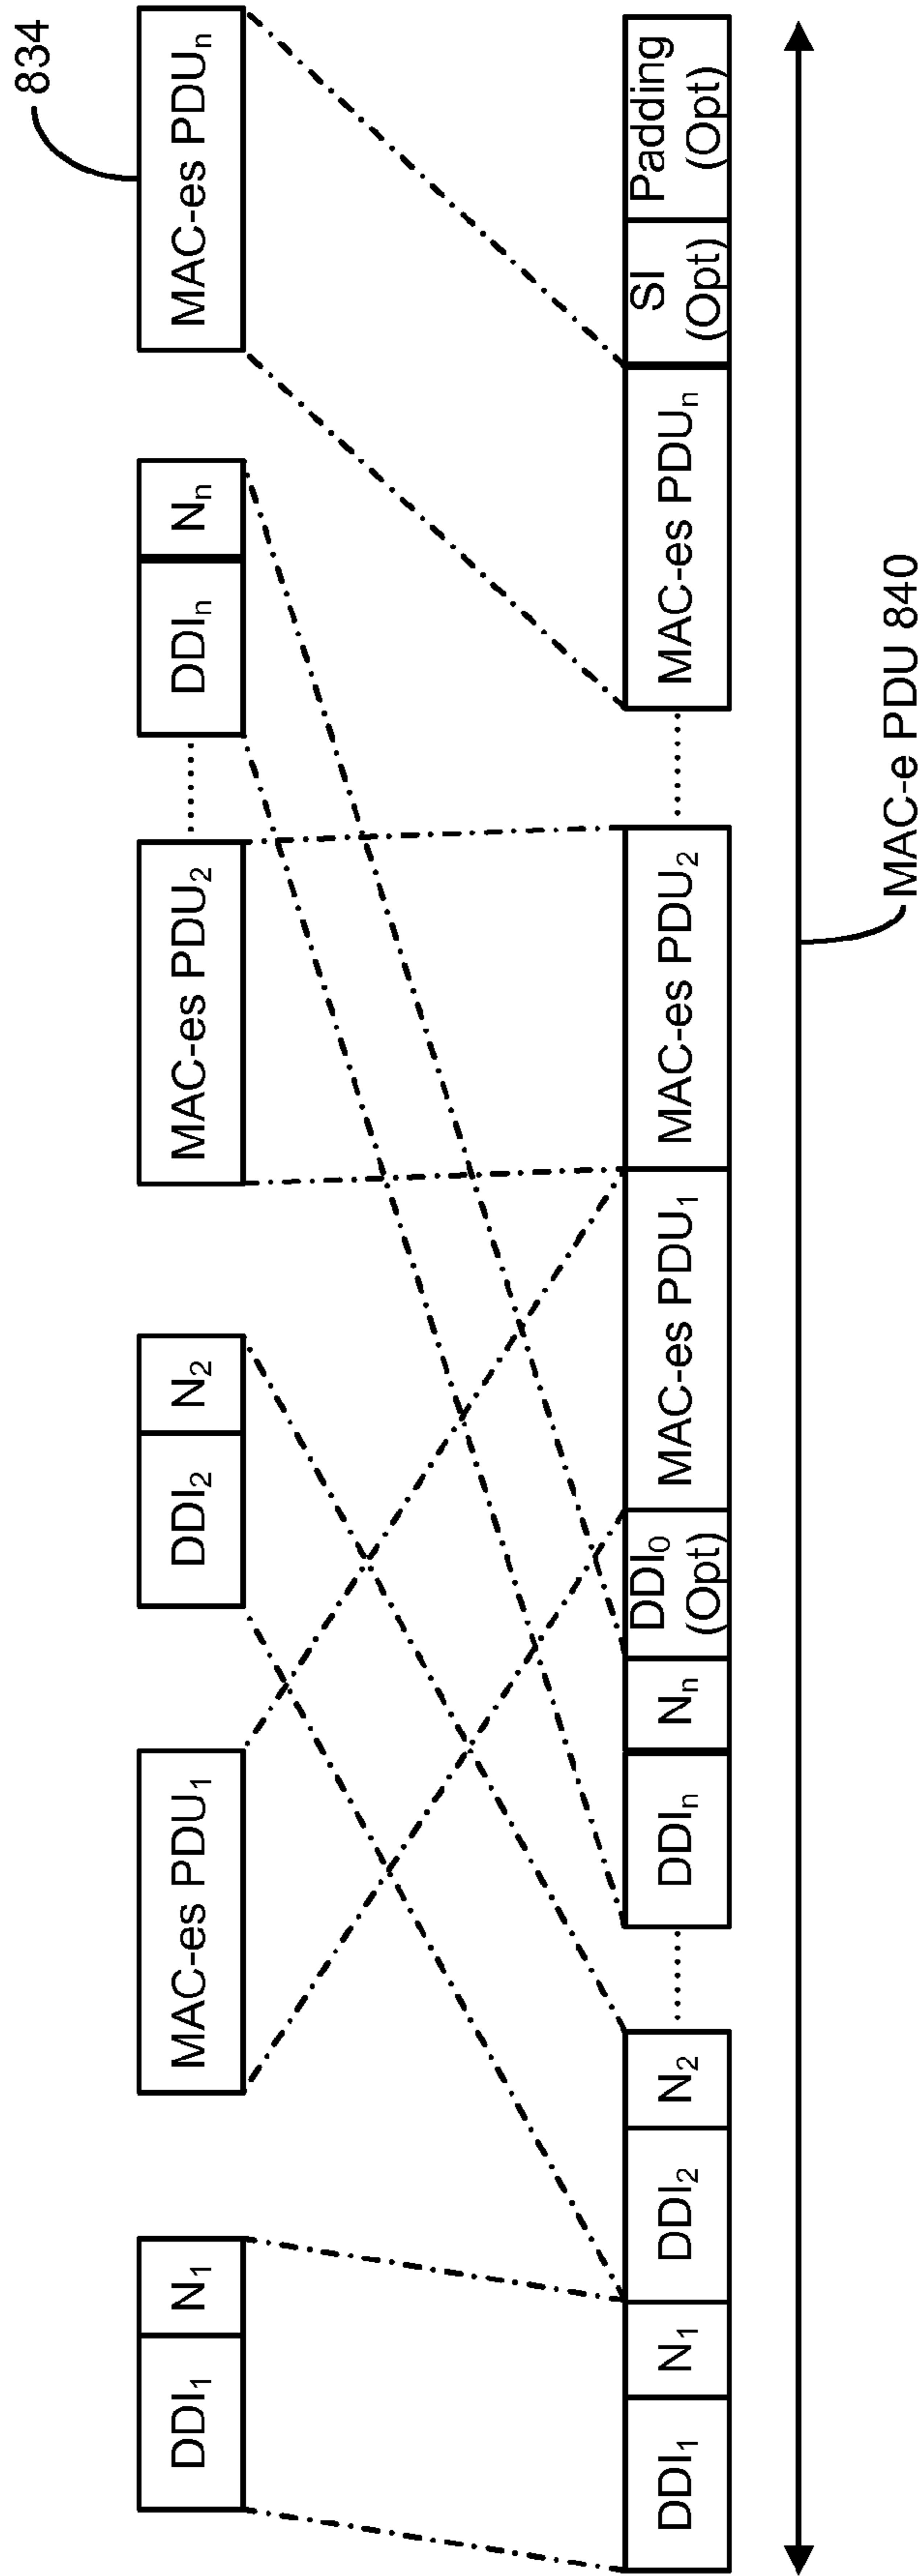 834
DDI₁ N₁ MAC-es PDU₁ DDI₂ N₂ MAC-es PDU₂ DDIₙ Nₙ MAC-es PDUₙ
DDI₁ N₁ DDI₂ N₂ DDIₙ Nₙ DDI₀ MAC-es PDU₁ MAC-es PDU₂ MAC-es PDUₙ SI Padding
(Opt) (Opt) (Opt)
MAC-e PDU 840